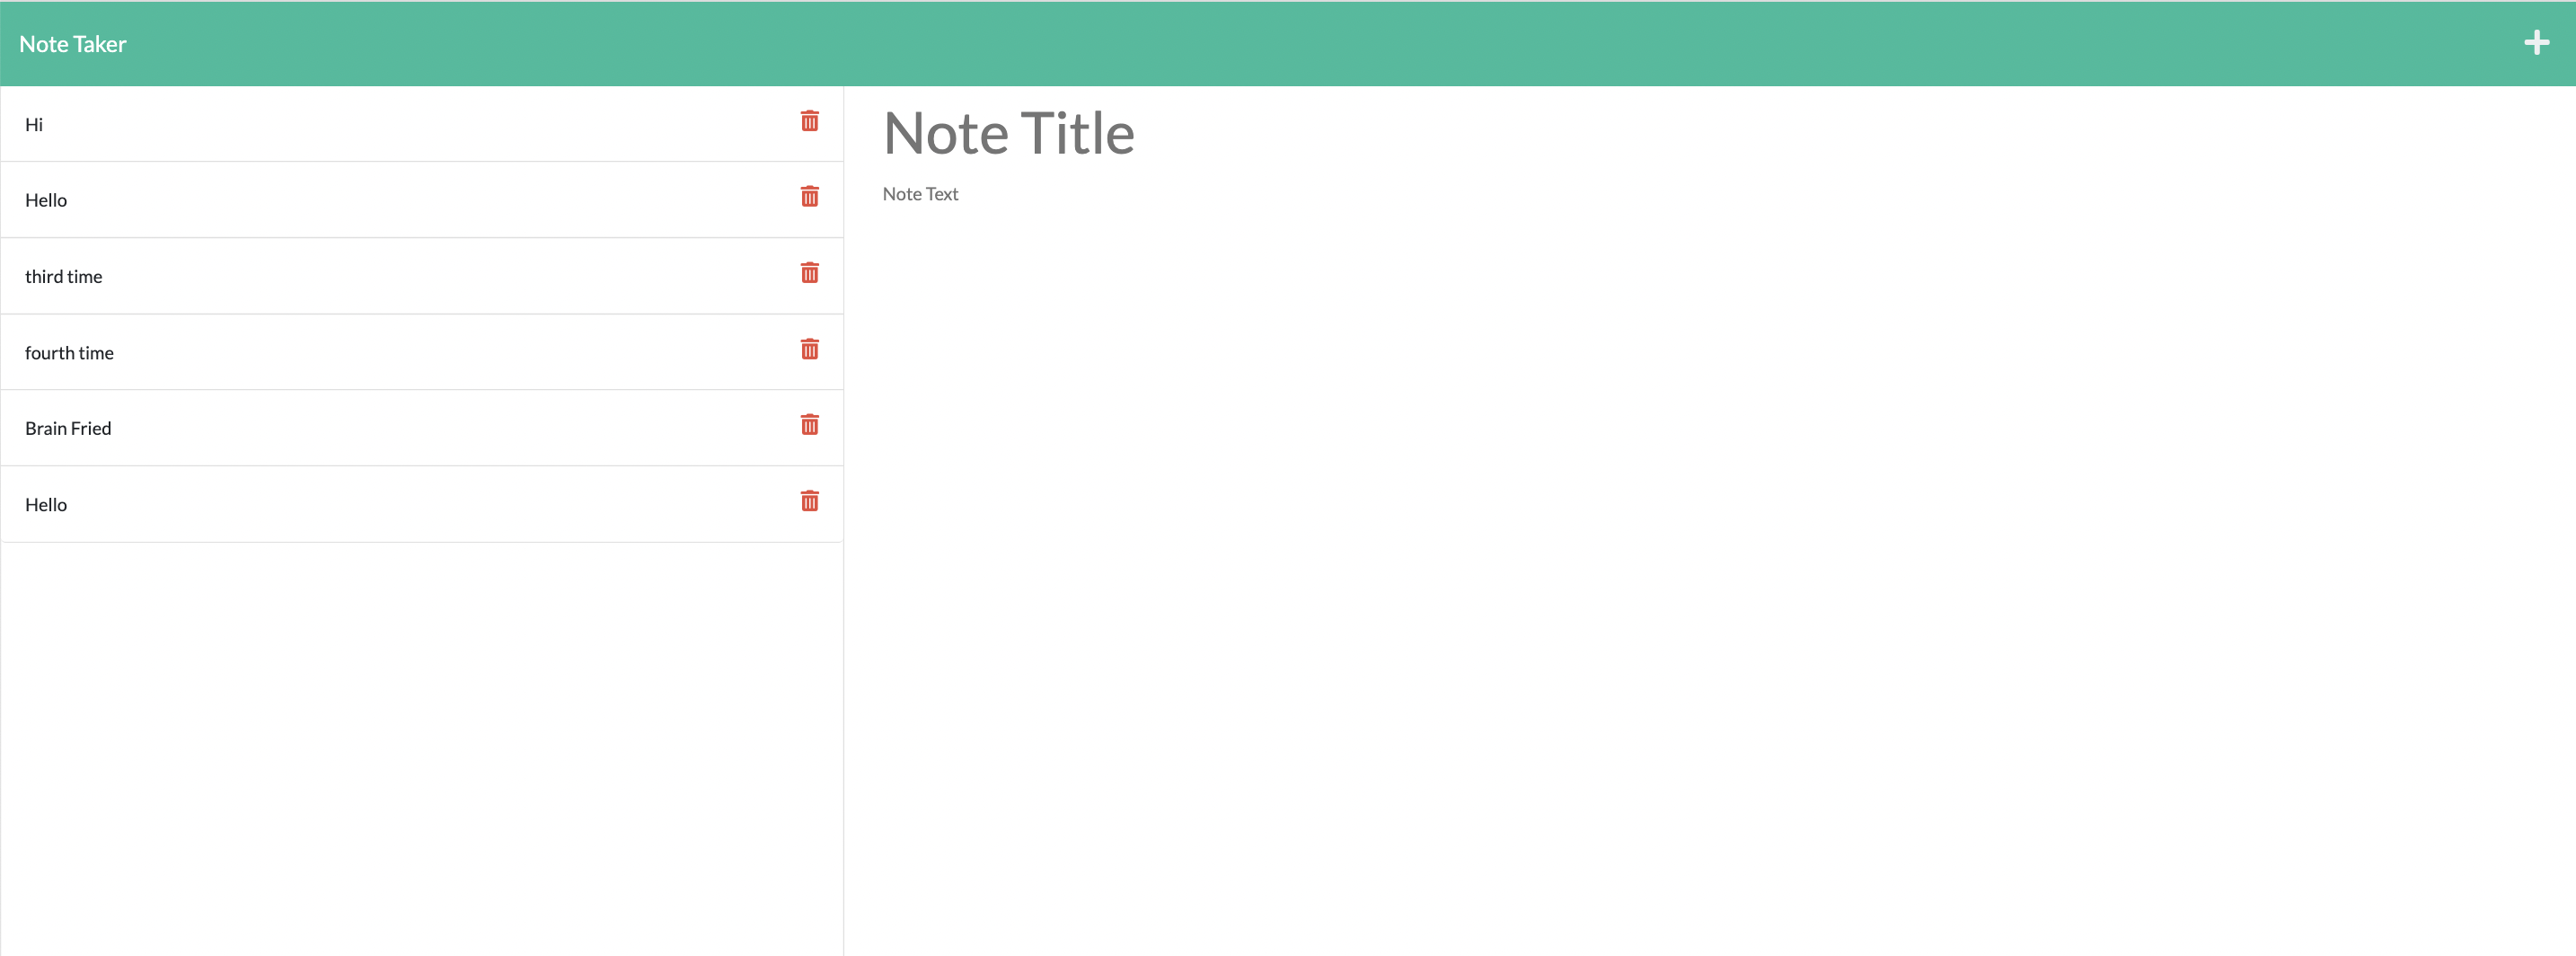 Note Taker
Hi
Hello
third time
fourth time
Brain Fried
Hello
Note Title
Note Text